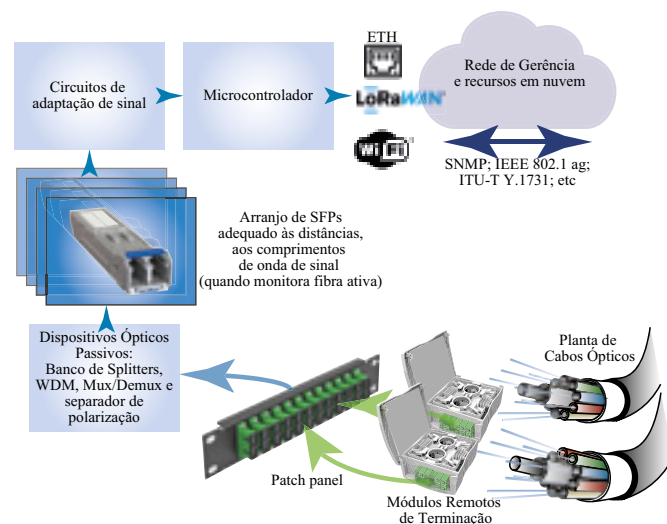 ETH
Circuitos de
adaptação de sinal
Microcontrolador
LoRaWAN
Wi Fi
Rede de Gerência
e recursos em nuvem
SNMP; IEEE 802.1 ag;
ITU-T Y.1731; etc
Arranjo de SFPs
adequado às distâncias,
aos comprimentos
de onda de sinal
(quando monitora fibra ativa)
Dispositivos Ópticos
Passivos:
Banco de Splitters,
WDM, Mux/Demux e
separador de
polarização
Patch panel
Módulos Remotos
de Terminação
Planta de
Cabos Ópticos